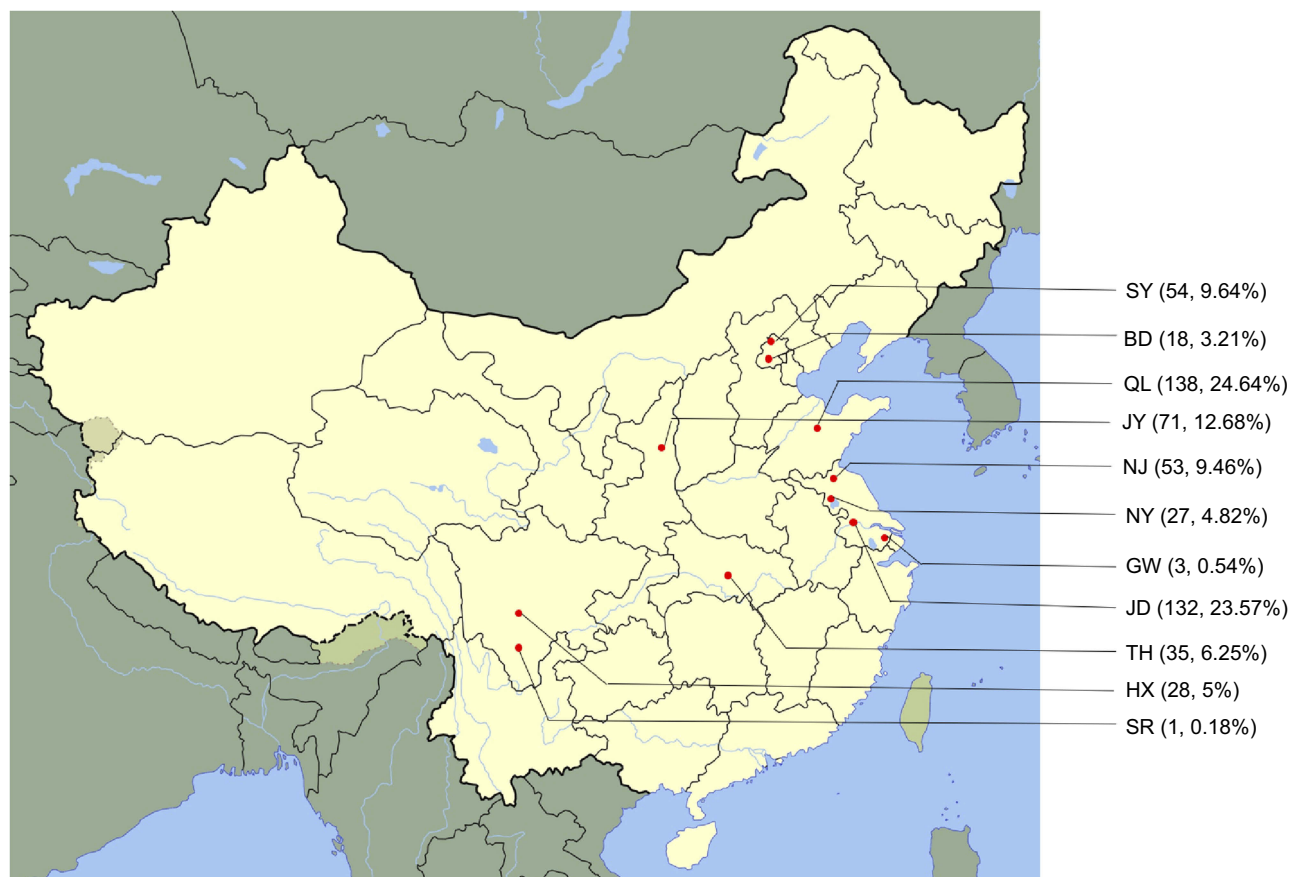 SY (54, 9.64%)
BD (18, 3.21%)
QL (138, 24.64%)
JY (71, 12.68%)
NJ (53, 9.46%)
NY (27, 4.82%)
GW (3, 0.54%)
JD (132, 23.57%)
TH (35, 6.25%)
HX (28, 5%)
SR (1, 0.18%)